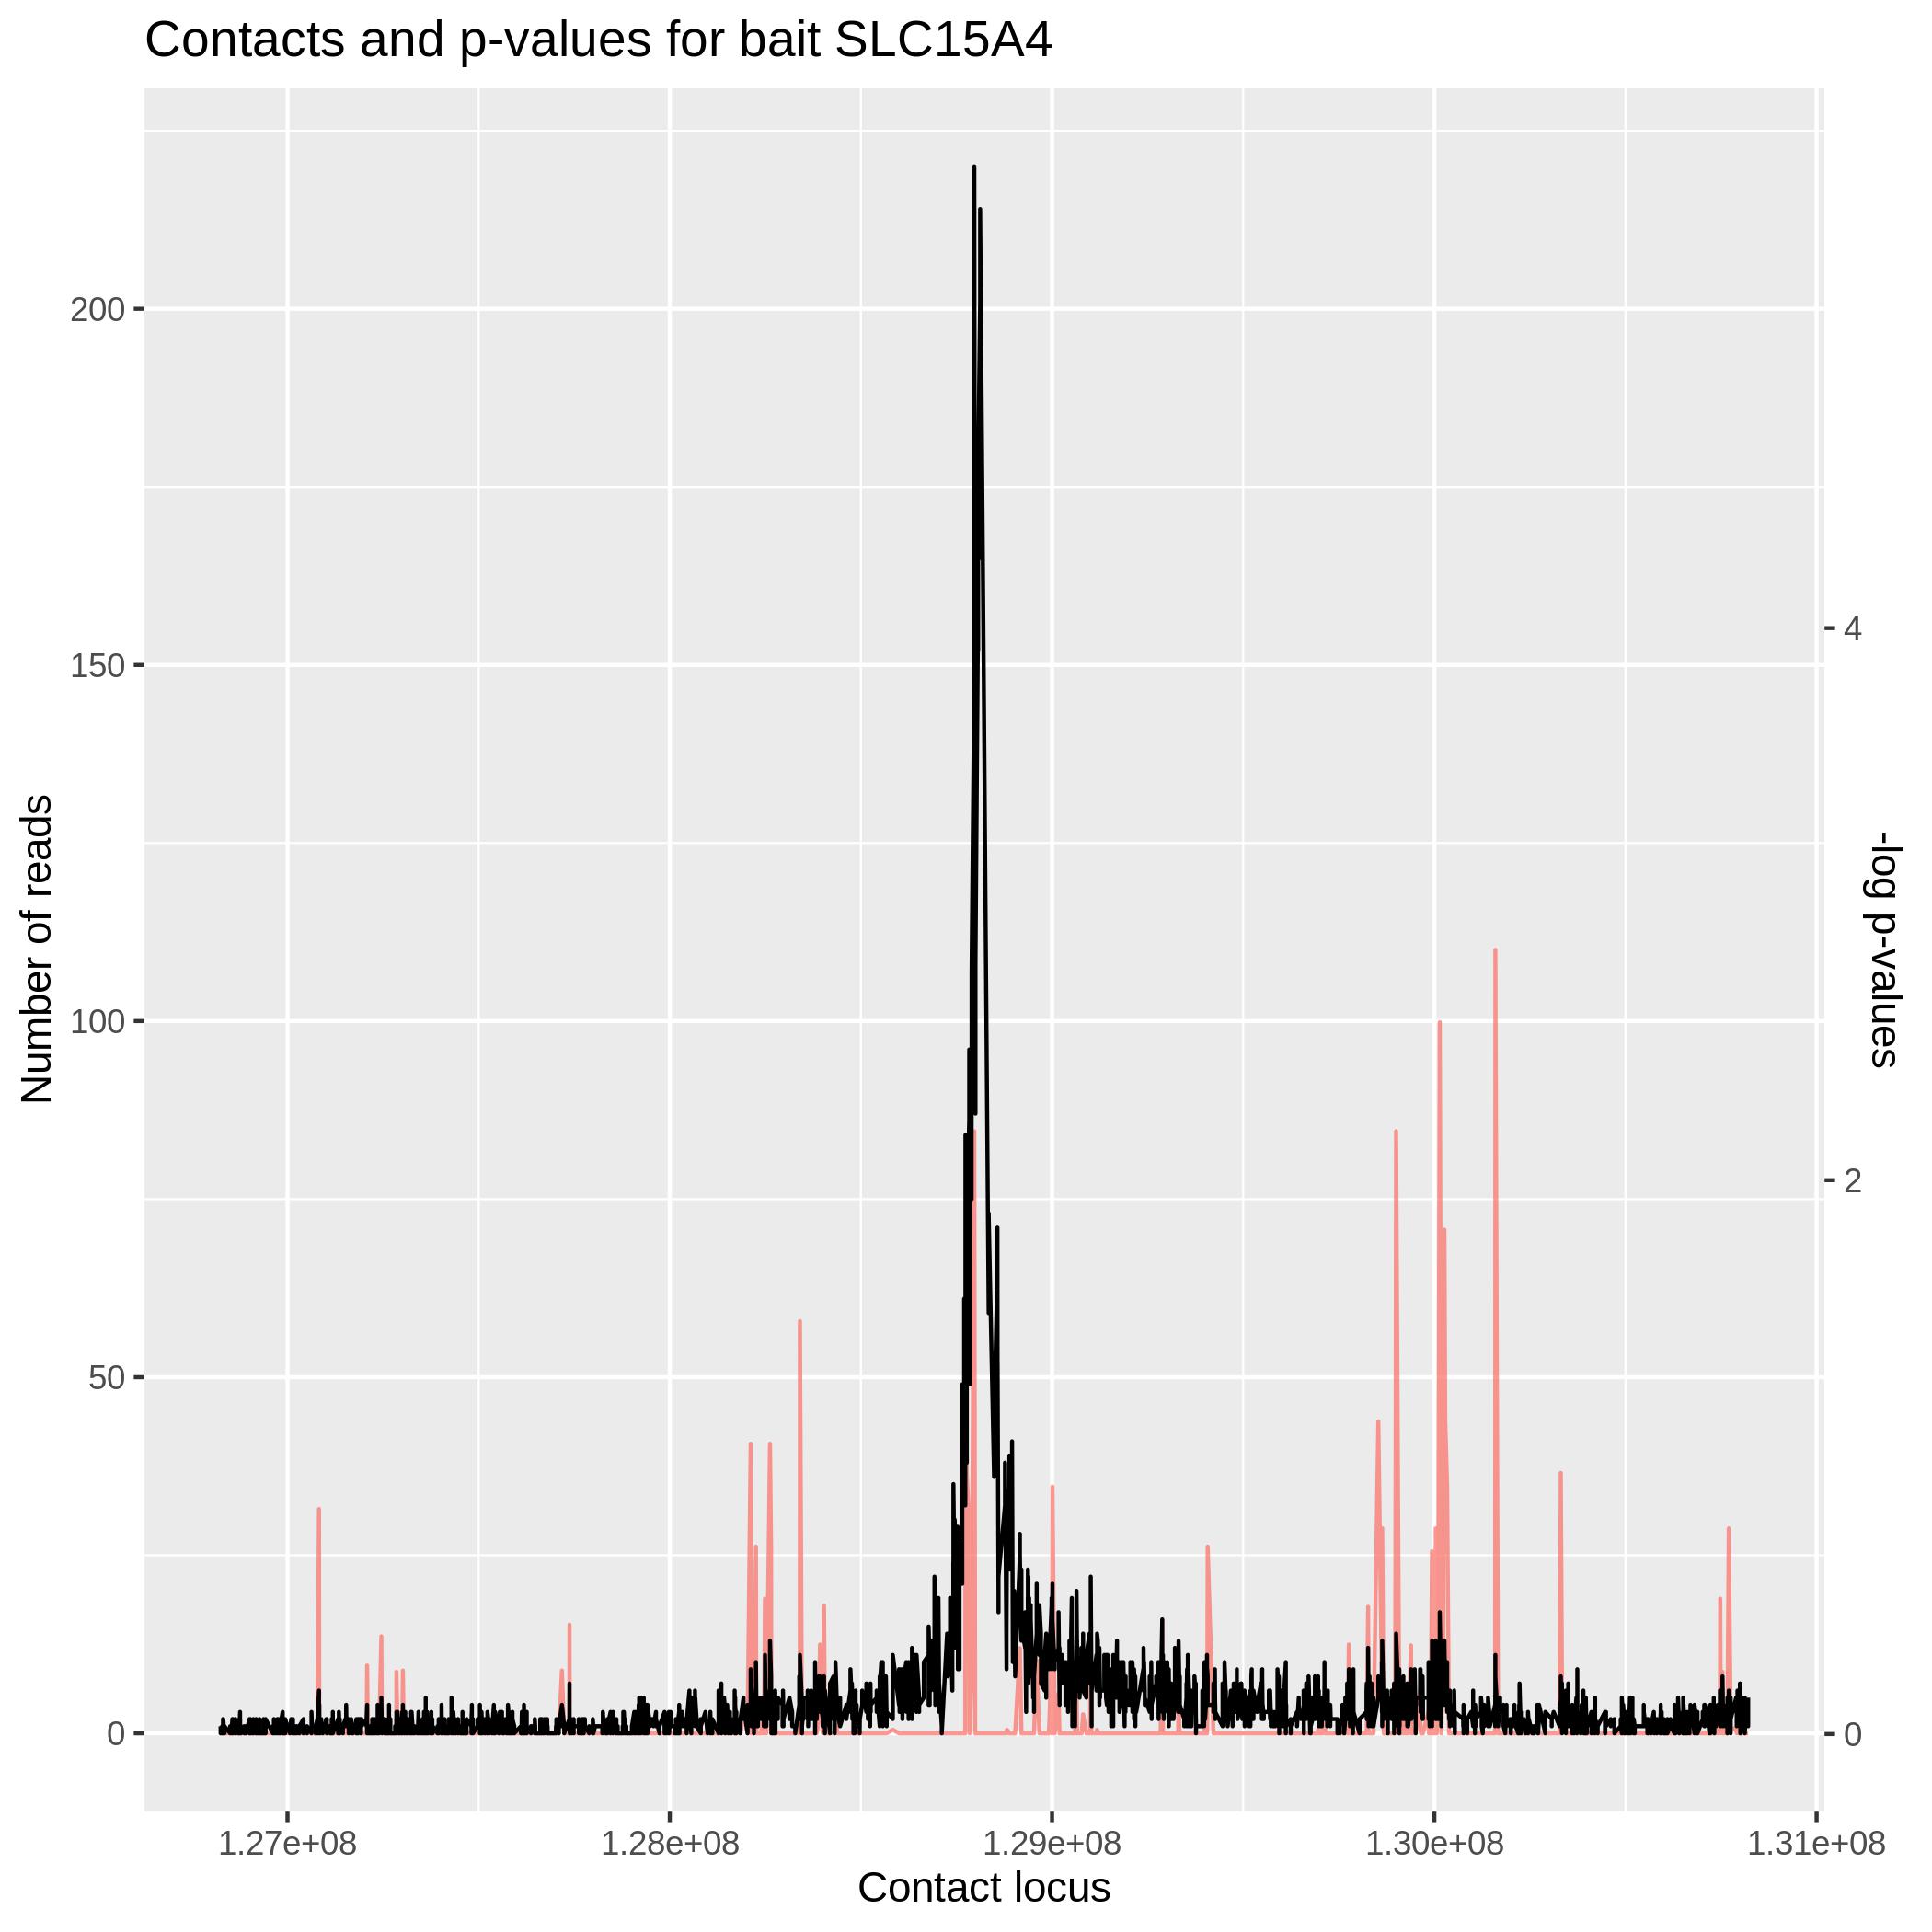 Contacts and p-values for bait SLC15A4
Number of reads
200
150
100
50
0
4
2
0
-log p-values
1.27e+08
1.28e+08
1.29e+08
1.30e+08
1.31e+08
Contact locus